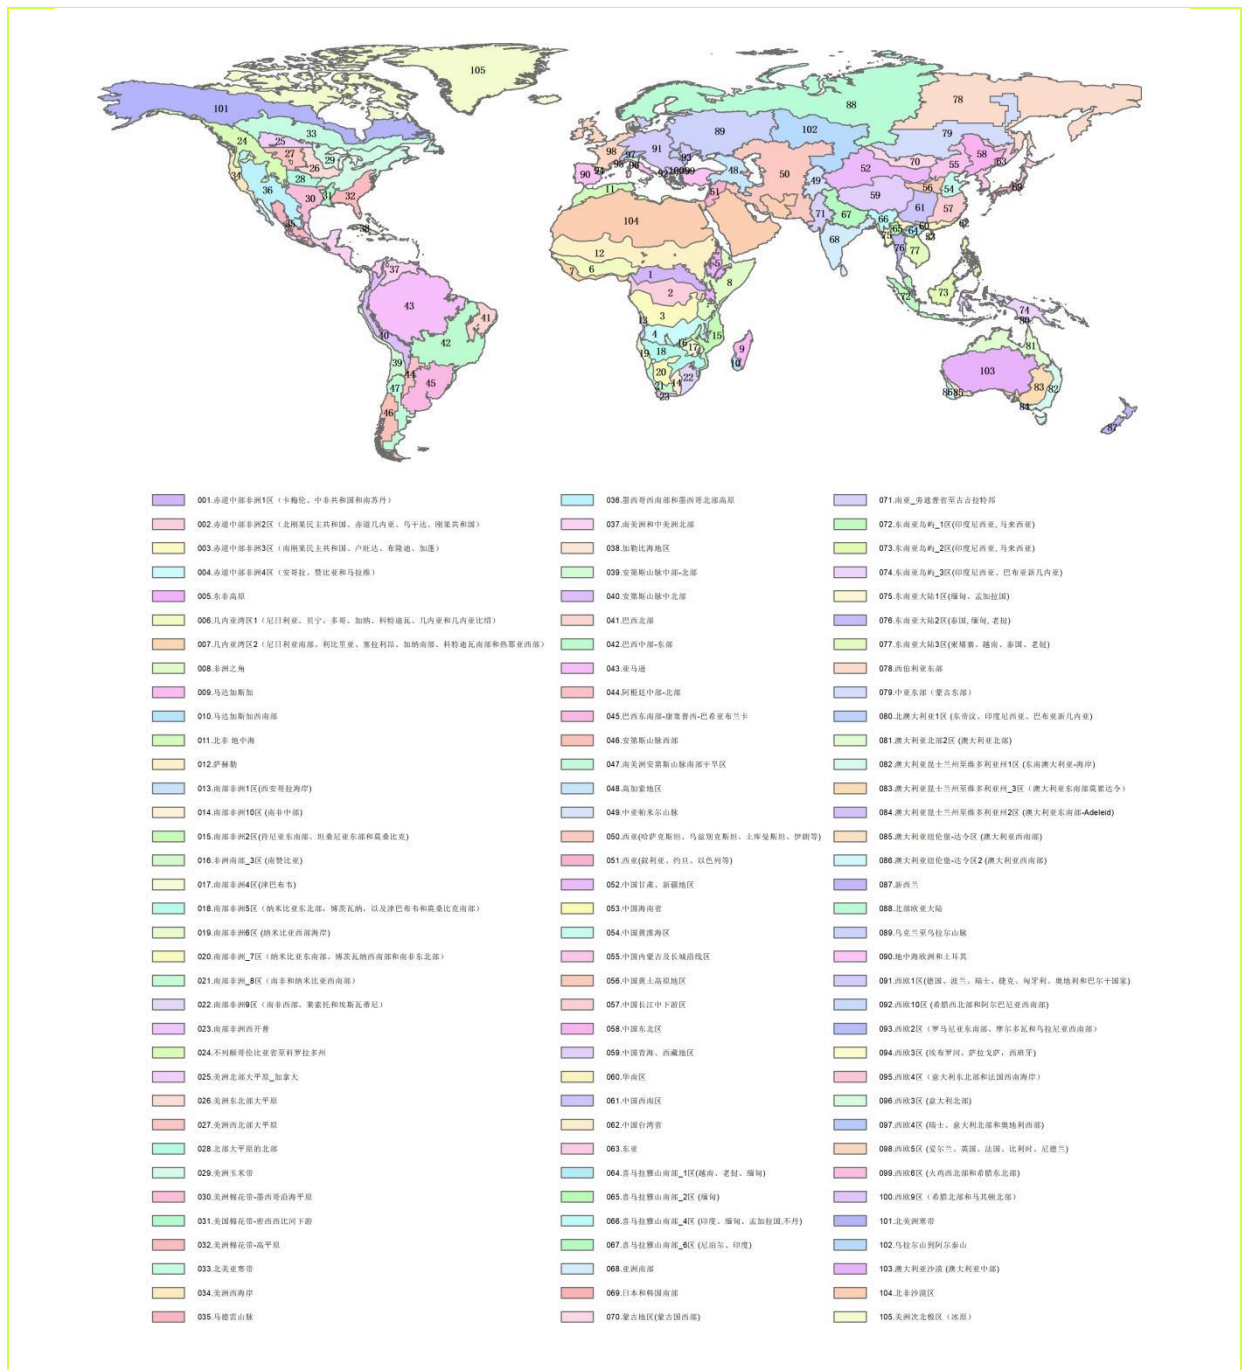 001.赤道中部非洲1区（卡梅伦、中非共和国和南苏丹）
002.赤道中部非洲2区（北刚果民主共和国、赤道几内亚、乌干达、刚果共和国）
003.赤道中部非洲3区（南刚果民主共和国、卢旺达、布隆迪、加蓬）
004.赤道中部非洲4区（安哥拉、赞比亚和马拉维）
005.东非高原
006.几内亚湾区1（尼日利亚、贝宁、多哥、加纳、科特迪瓦、几内亚和几内亚比绍）
007.几内亚湾区2（尼日利亚南部、利比里亚、塞拉利昂、加纳南部、科特迪瓦南部和热那亚西部）
008.非洲之角
009.马达加斯加
010.马达加斯加西南部
011.北非 地中海
012.萨赫勒
013.南部非洲1区(西安哥拉海岸)
014.南部非洲10区 (南非中部)
015.南部非洲2区(肯尼亚东南部、坦桑尼亚东部和莫桑比克)
016.非洲南部_3区 (南赞比亚)
017.南部非洲4区(津巴布韦)
018.南部非洲5区（纳米比亚东北部，博茨瓦纳，以及津巴布韦和莫桑比克南部）
019.南部非洲6区 (纳米比亚西部海岸)
020.南部非洲_7区（纳米比亚东南部、博茨瓦纳西南部和南非东北部）
021.南部非洲_8区（南非和纳米比亚西南部）
022.南部非洲9区（南非西部、莱索托和埃斯瓦蒂尼）
023.南部非洲西开普
024.不列颠哥伦比亚省至科罗拉多州
025.美洲北部大平原_加拿大
026.美洲东北部大平原
027.美洲西北部大平原
028.北部大平原的北部
029.美洲玉米带
030.美洲棉花带-墨西哥沿海平原
031.美国棉花带-密西西比河下游
032.美洲棉花带-高平原
033.北美亚寒带
034.美洲西海岸
035.马德雷山脉
036.墨西哥西南部和墨西哥北部高原
037.南美洲和中美洲北部
038.加勒比海地区
039.安第斯山脉中部-北部
040.安第斯山脉中北部
041.巴西北部
042.巴西中部-东部
043.亚马逊
044.阿根廷中部-北部
045.巴西东南部-康塞普西-巴希亚布兰卡
046.安第斯山脉西部
047.南美洲安第斯山脉南部干旱区
048.高加索地区
049.中亚帕米尔山脉
050.西亚(哈萨克斯坦、乌兹别克斯坦、土库曼斯坦、伊朗等)
051.西亚(叙利亚、约旦、以色列等)
052.中国甘肃、新疆地区
053.中国海南省
054.中国黄淮海区
055.中国内蒙古及长城沿线区
056.中国黄土高原地区
057.中国长江中下游区
058.中国东北区
059.中国青海、西藏地区
060.华南区
061.中国西南区
062.中国台湾省
063.东亚
064.喜马拉雅山南部_1区(越南、老挝、缅甸)
065.喜马拉雅山南部_2区 (缅甸)
066.喜马拉雅山南部_4区 (印度、缅甸、孟加拉国,不丹)
067.喜马拉雅山南部_6区 (尼泊尔、印度)
068.亚洲南部
069.日本和韩国南部
070.蒙古地区(蒙古国西部)
071.南亚_旁遮普省至古吉拉特邦
072.东南亚岛屿_1区(印度尼西亚, 马来西亚)
073.东南亚岛屿_2区(印度尼西亚, 马来西亚)
074.东南亚岛屿_3区(印度尼西亚、巴布亚新几内亚)
075.东南亚大陆1区(缅甸、孟加拉国)
076.东南亚大陆2区(泰国, 缅甸, 老挝)
077.东南亚大陆3区(柬埔寨、越南、泰国、老挝)
078.西伯利亚东部
079.中亚东部（蒙古东部）
080.北澳大利亚1区 (东帝汶、印度尼西亚、巴布亚新几内亚)
081.澳大利亚北部2区 (澳大利亚北部)
082.澳大利亚昆士兰州至维多利亚州1区 (东南澳大利亚-海岸)
083.澳大利亚昆士兰州至维多利亚州_3区（澳大利亚东南部莫累达令）
084.澳大利亚昆士兰州至维多利亚州2区 (澳大利亚东南部-Adeleid)
085.澳大利亚纽伦堡-达令区 (澳大利亚西南部)
086.澳大利亚纽伦堡-达令区2 (澳大利亚西南部)
087.新西兰
088.北部欧亚大陆
089.乌克兰至乌拉尔山脉
090.地中海欧洲和土耳其
091.西欧1区(德国、波兰、瑞士、捷克、匈牙利、奥地利和巴尔干国家)
092.西欧10区 (希腊西北部和阿尔巴尼亚西南部)
093.西欧2区（罗马尼亚东南部、摩尔多瓦和乌拉尼亚西南部）
094.西欧3区 (埃布罗河，萨拉戈萨，西班牙)
095.西欧4区（意大利东北部和法国西南海岸）
096.西欧3区 (意大利北部)
097.西欧4区 (瑞士、意大利北部和奥地利西部)
098.西欧5区 (爱尔兰、英国、法国、比利时、尼德兰)
099.西欧6区 (火鸡西北部和希腊东北部)
100.西欧9区（希腊北部和马其顿北部）
101.北美洲寒带
102.乌拉尔山到阿尔泰山
103.澳大利亚沙漠 (澳大利亚中部)
104.北非沙漠区
105.美洲次北极区（冰原）